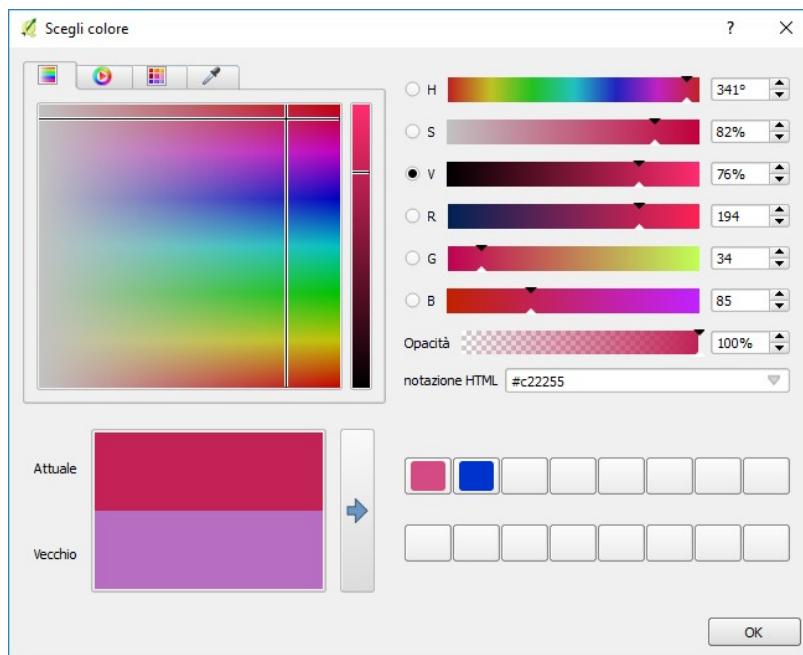 Scegli colore
?
H 341°
S 82%
V 76%
R 194
G 34
B 85
Opacità 100%
notazione HTML #c22255
Attuale
Vecchio
OK